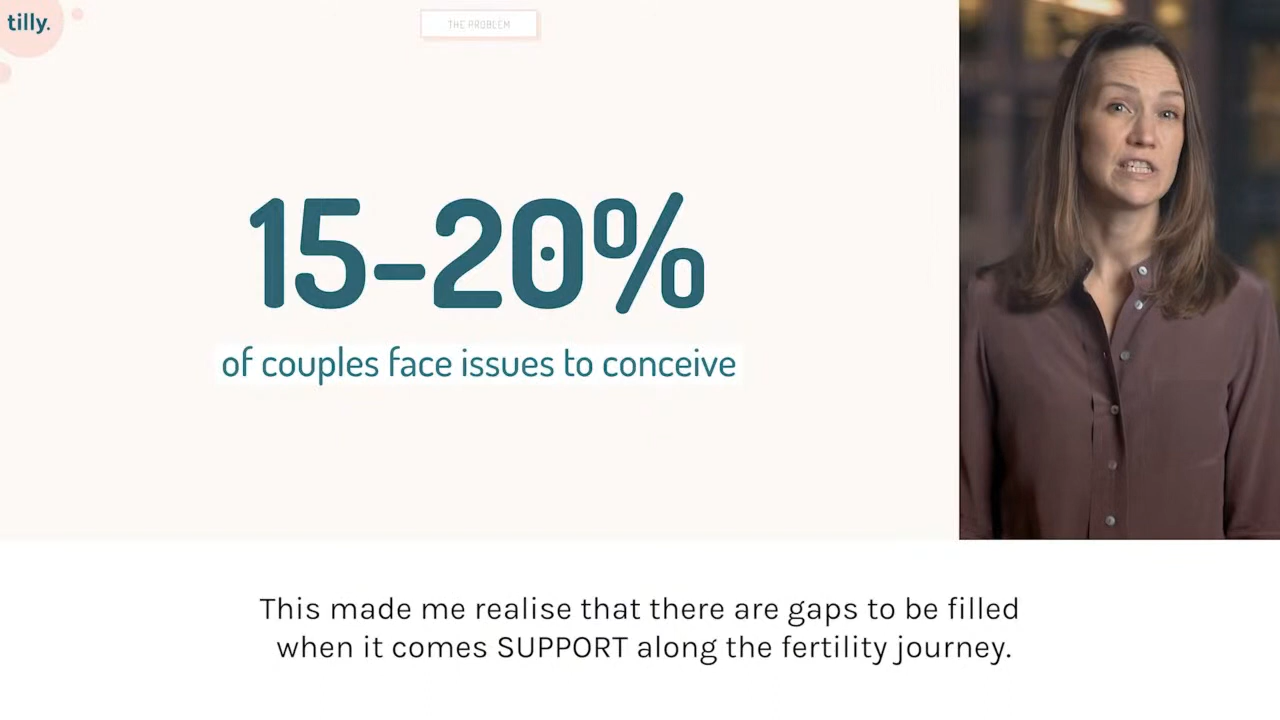 tilly.
THE PROBLEM
15-20%
of couples face issues to conceive
This made me realise that there are gaps to be filled
when it comes SUPPORT along the fertility journey.